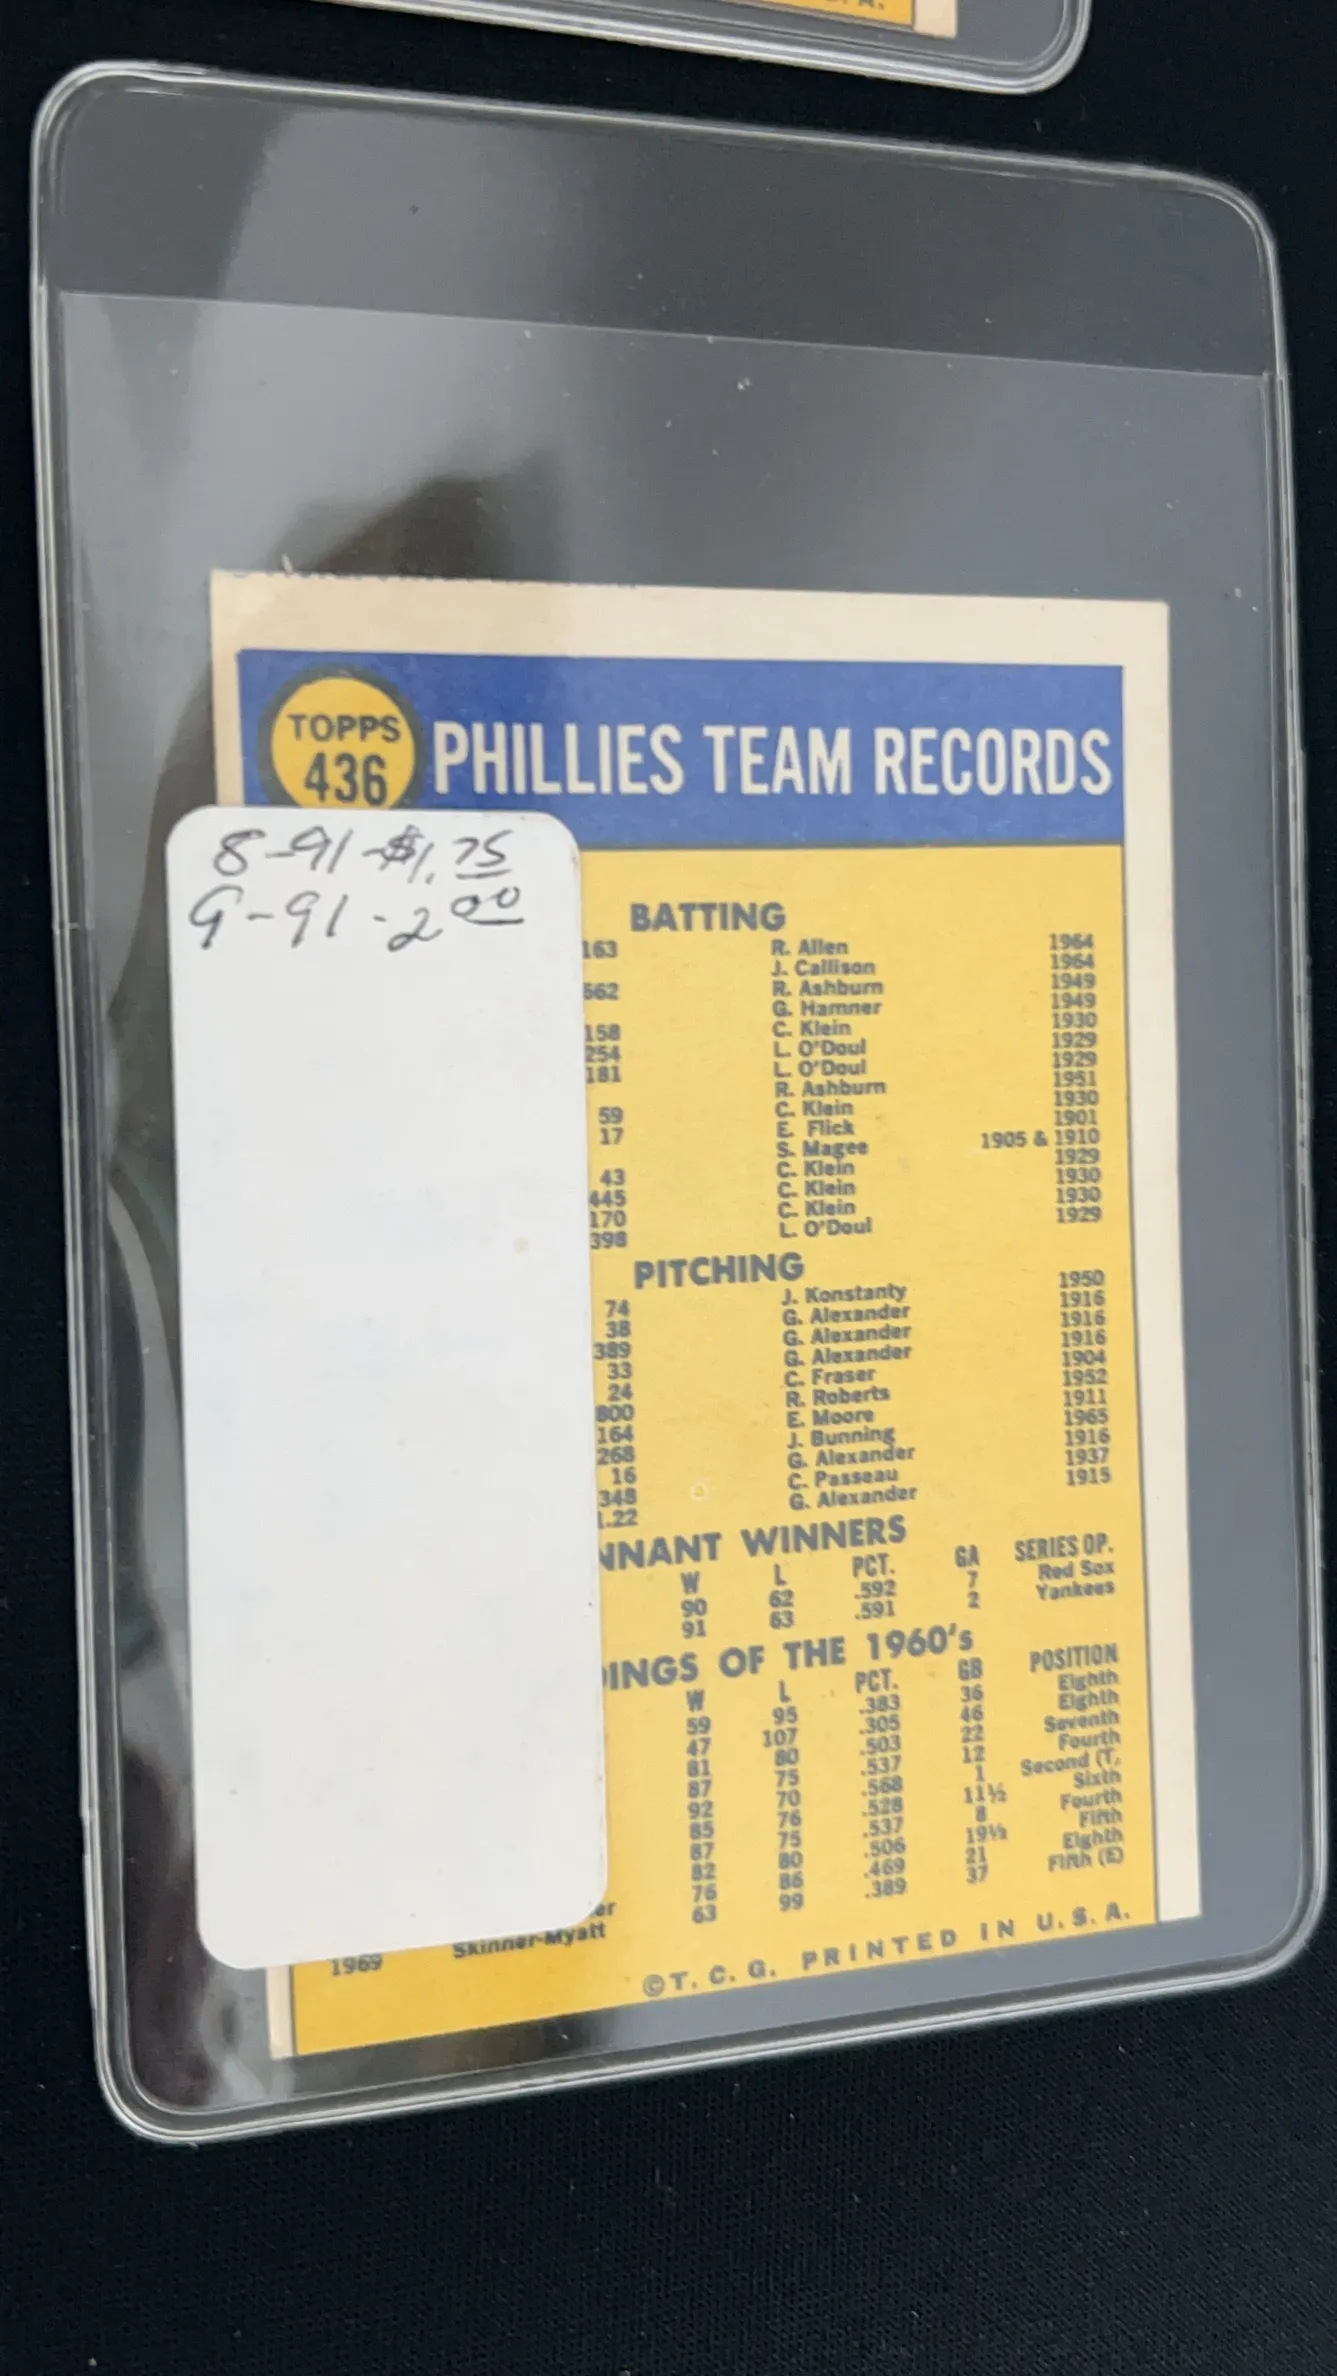 TOPPS
436
PHILLIES TEAM RECORDS
8-91-$1.75
9-91-2.00
BATTING
163 R. Allen 1964
J. Callison 1964
662 R. Ashburn 1949
G. Hamner 1949
158 C. Klein 1930
254 L. O'Doul 1929
181 L. O'Doul 1929
R. Ashburn 1951
59 C. Klein 1930
17 E. Flick 1901
S. Magee 1905 & 1910
43 C. Klein 1929
445 C. Klein 1930
170 C. Klein 1930
398 L. O'Doul 1929
PITCHING
74 J. Konstanty 1950
38 G. Alexander 1916
389 G. Alexander 1916
33 G. Alexander 1916
24 C. Fraser 1904
800 R. Roberts 1952
164 E. Moore 1911
268 J. Bunning 1965
16 G. Alexander 1916
348 C. Passeau 1937
1.22 G. Alexander 1915
NNANT WINNERS
W L PCT. GA SERIES OP.
90 62 .592 7 Red Sox
91 63 .591 2 Yankees
DINGS OF THE 1960's
W L PCT. GB POSITION
59 95 .383 36 Eighth
47 107 .305 46 Eighth
81 80 .503 22 Seventh
87 75 .537 12 Fourth
92 70 .568 1 Second (T,
85 76 .528 11½ Sixth
87 75 .537 8 Fourth
82 80 .506 19½ Fifth
er 76 86 .469 21 Eighth
1969 Skinner-Myatt 63 99 .389 37 Fifth (E)
©T. C. G. PRINTED IN U. S. A.